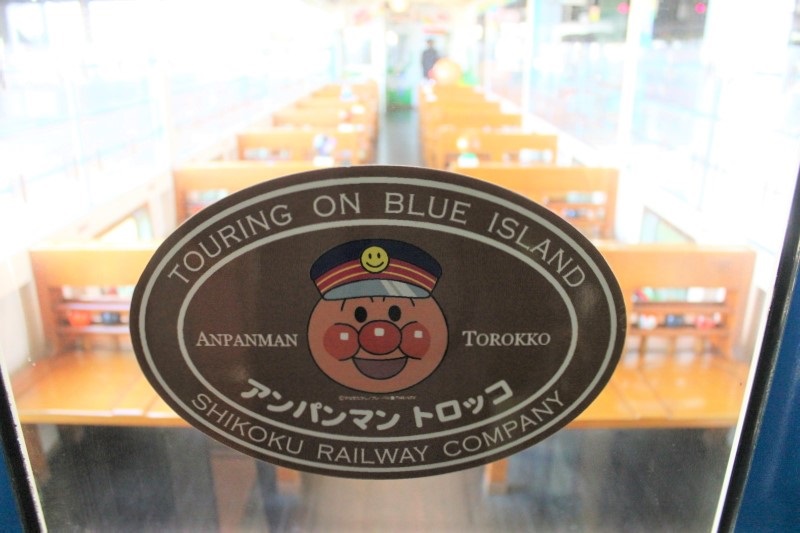 TOURING ON BLUE ISLAND
ANPANMAN TOROKKO
アンパンマン トロッコ
SHIKOKU RAILWAY COMPANY